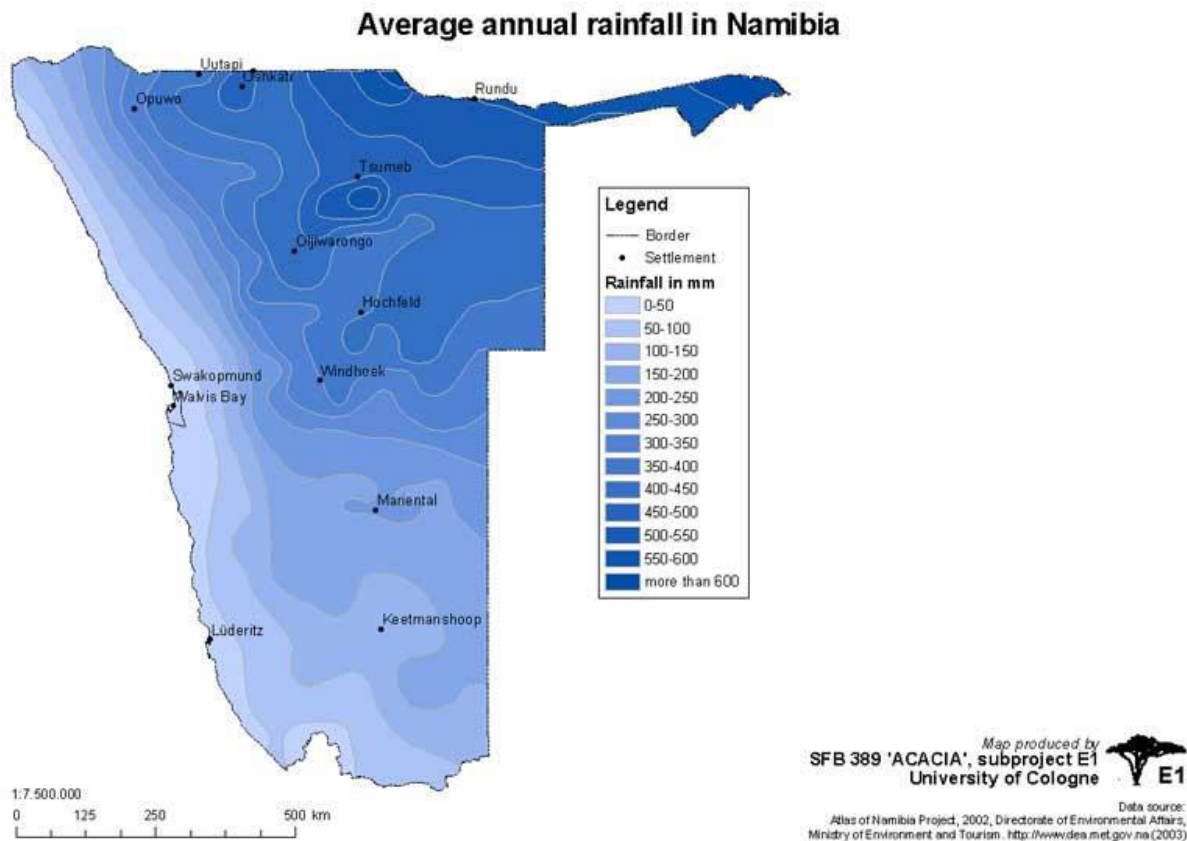 Average annual rainfall in Namibia
Uutapi
Oshkati
Opuwo
Rundu
Tsumeb
Otjiwarongo
Hochfeld
Windhoek
Swakopmund
Walvis Bay
Mariental
Keetmanshoop
Lüderitz
Legend
Border
Settlement
Rainfall in mm
0-50
50-100
100-150
150-200
200-250
250-300
300-350
350-400
400-450
450-500
500-550
550-600
more than 600
1:7.500.000
0 125 250 500 km
Map produced by
SFB 389 'ACACIA', subproject E1
University of Cologne
E1
Data source:
Atlas of Namibia Project, 2002, Directorate of Environmental Affairs,
Ministry of Environment and Tourism. http://www.dea.met.gov.na (2003)